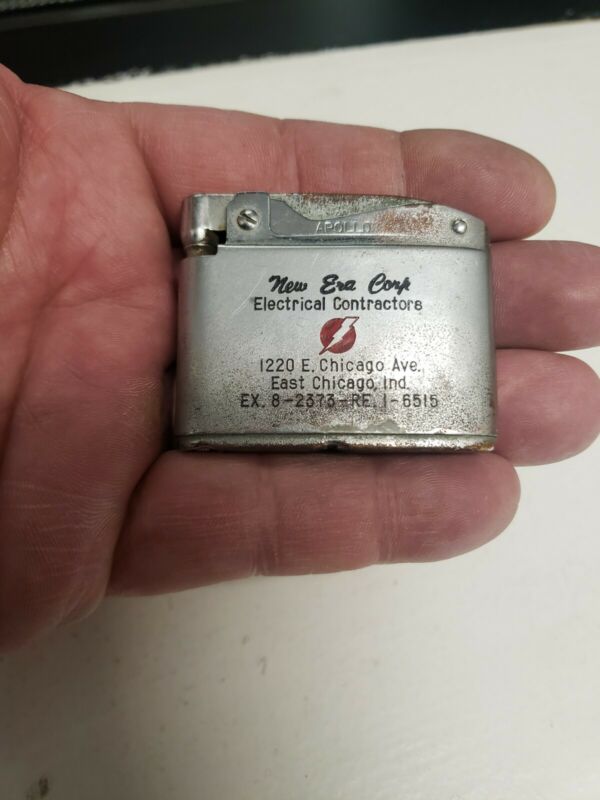 APOLLO
New Era Corp
Electrical Contractors
1220 E. Chicago Ave.
East Chicago, Ind.
EX. 8-2373-RE. 1-6515